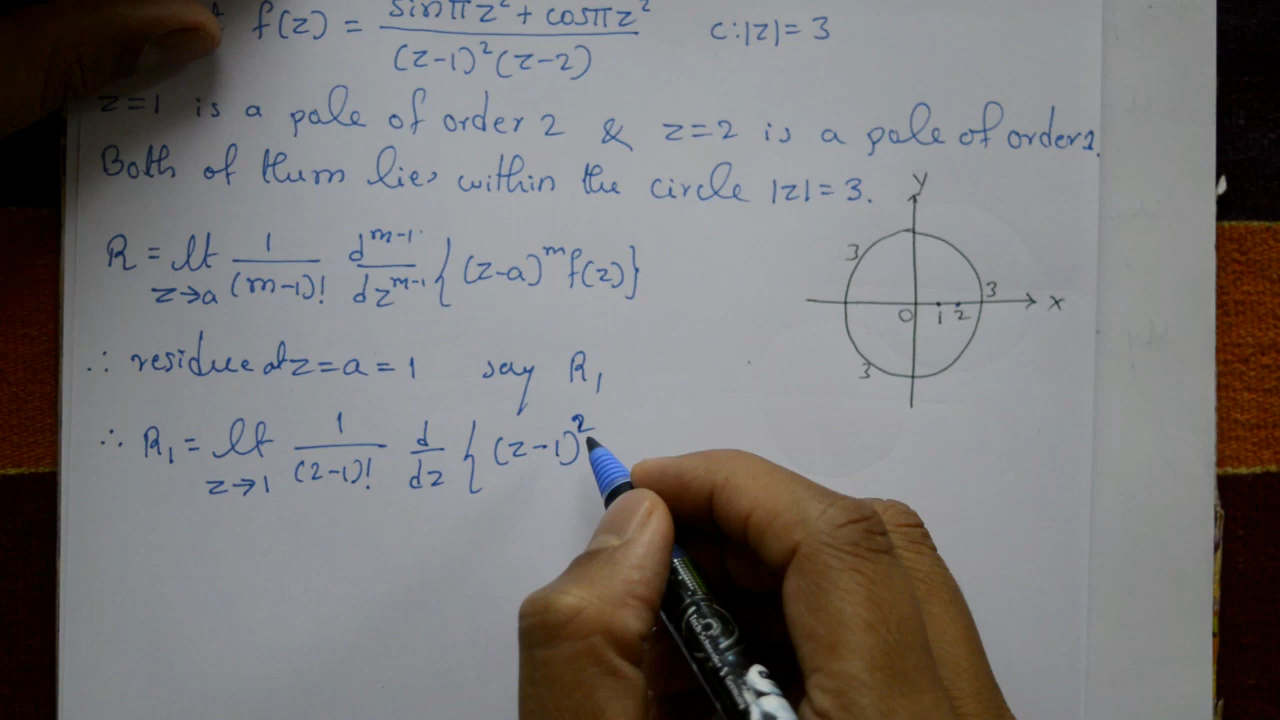 f(z) = (sinπz² + cosπz²) / ((z-1)²(z-2))   c:|z|= 3
z=1 is a pole of order 2 & z=2 is a pole of order 1.
Both of them lies within the circle |z|=3.
R = lt z→a 1/(m-1)! d^(m-1)/dz^(m-1) { (z-a)^m f(z) }
y
3
3
0 1 2 x
3
∴ residue at z=a=1 say R₁
∴ R₁= lt z→1 1/(2-1)! d/dz { (z-1)²